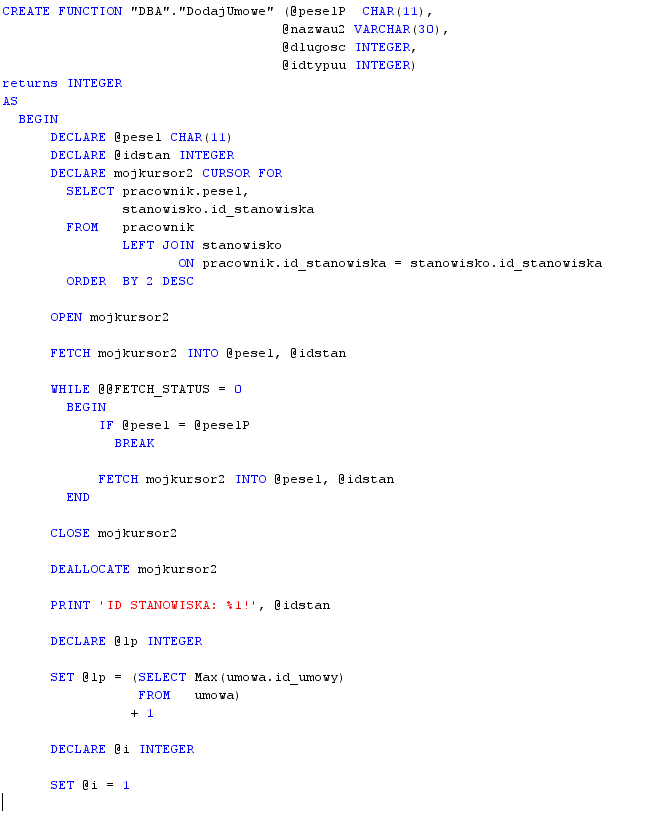 CREATE FUNCTION "DBA"."DodajUmowe" (@peselP  CHAR(11),
                                   @nazwau2 VARCHAR(30),
                                   @dlugosc INTEGER,
                                   @idtypuu INTEGER)
returns INTEGER
AS
  BEGIN
      DECLARE @pesel CHAR(11)
      DECLARE @idstan INTEGER
      DECLARE mojkursor2 CURSOR FOR
        SELECT pracownik.pesel,
               stanowisko.id_stanowiska
        FROM   pracownik
               LEFT JOIN stanowisko
                      ON pracownik.id_stanowiska = stanowisko.id_stanowiska
        ORDER  BY 2 DESC

      OPEN mojkursor2

      FETCH mojkursor2 INTO @pesel, @idstan

      WHILE @@FETCH_STATUS = 0
        BEGIN
            IF @pesel = @peselP
              BREAK

            FETCH mojkursor2 INTO @pesel, @idstan
        END

      CLOSE mojkursor2

      DEALLOCATE mojkursor2

      PRINT 'ID STANOWISKA: %1!', @idstan

      DECLARE @lp INTEGER

      SET @lp = (SELECT Max(umowa.id_umowy)
                 FROM   umowa)
                + 1

      DECLARE @i INTEGER

      SET @i = 1